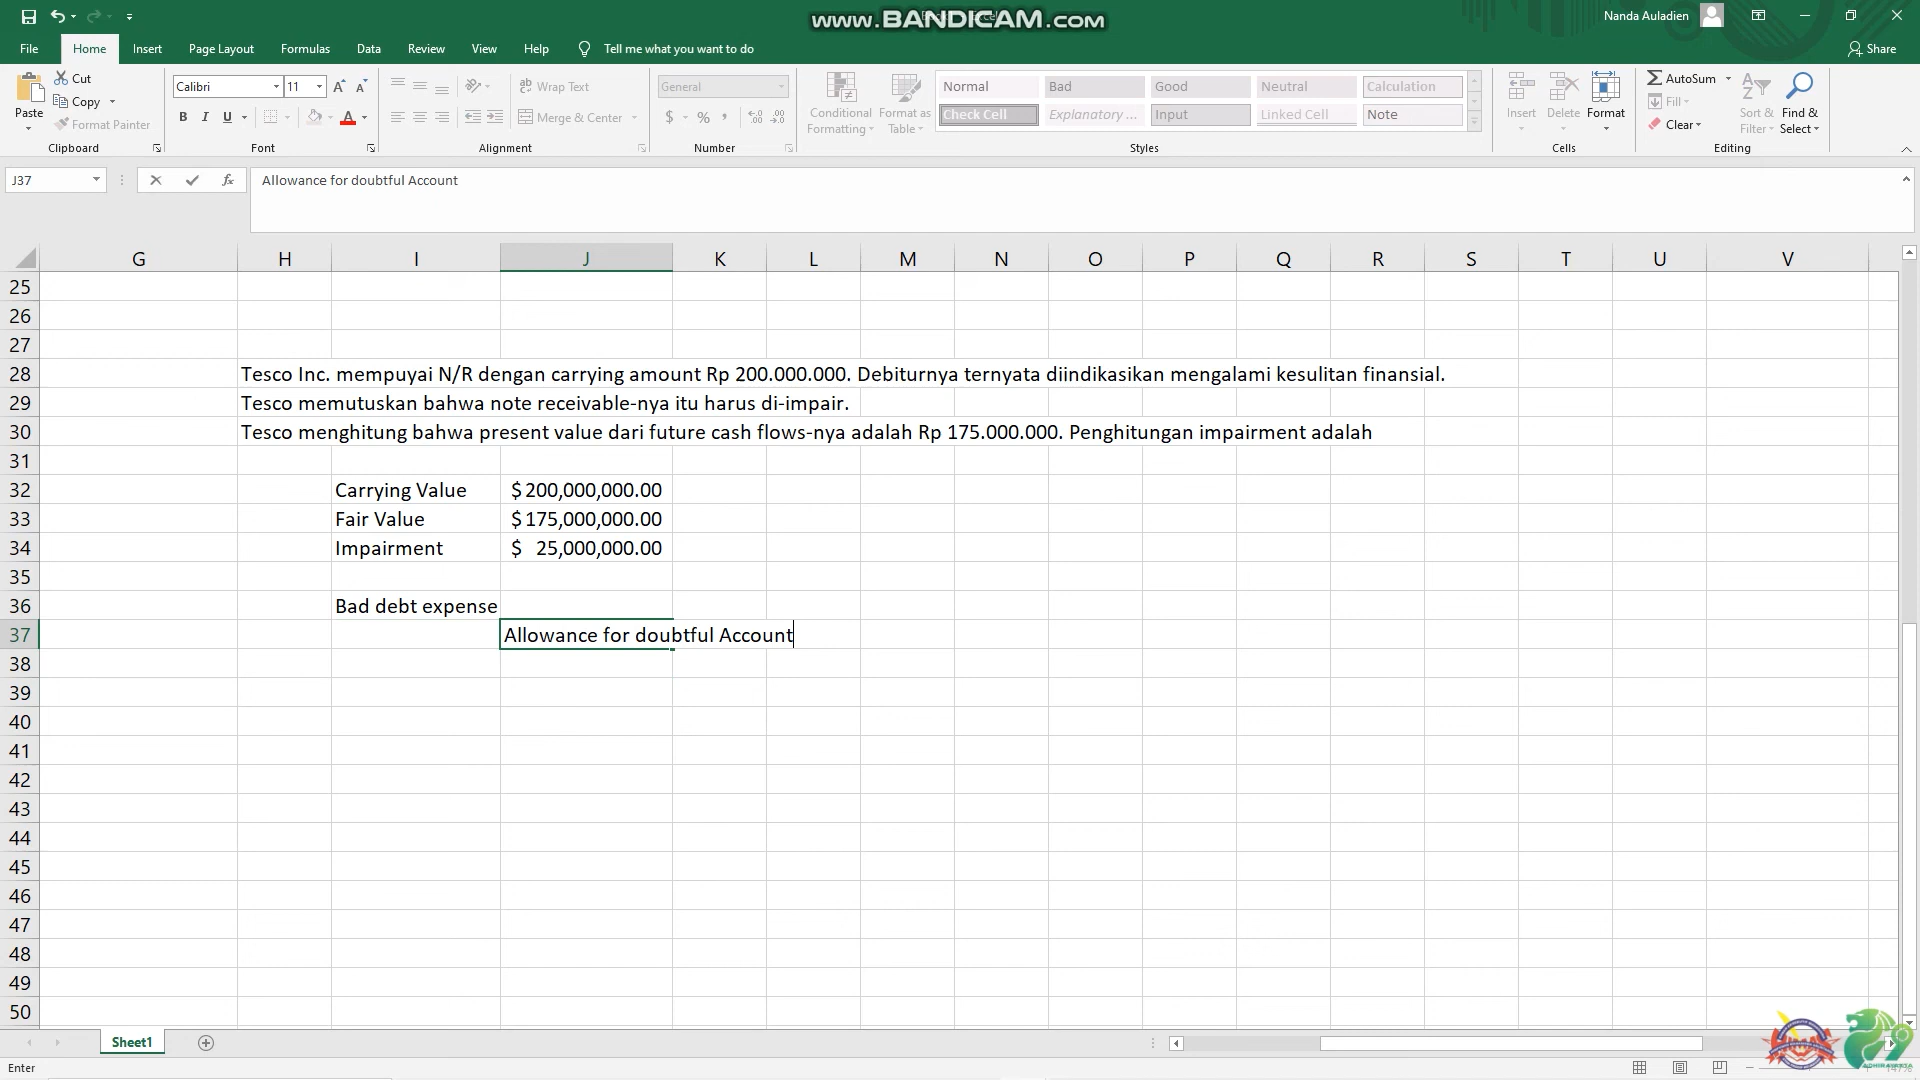 www.BANDICAM.com
Nanda Auladien
File Home Insert Page Layout Formulas Data Review View Help Tell me what you want to do Share
Paste Cut Copy Format Painter Clipboard
Calibri 11 B I U A Font
Wrap Text Merge & Center Alignment
General $ % , Number
Conditional Formatting Format as Table
Normal Bad Good Neutral Calculation
Check Cell Explanatory ... Input Linked Cell Note
Styles
Insert Delete Format Cells
AutoSum Fill Clear Sort & Filter Find & Select Editing
J37 fx Allowance for doubtful Account
G H I J K L M N O P Q R S T U V
25
26
27
28 Tesco Inc. mempuyai N/R dengan carrying amount Rp 200.000.000. Debiturnya ternyata diindikasikan mengalami kesulitan finansial.
29 Tesco memutuskan bahwa note receivable-nya itu harus di-impair.
30 Tesco menghitung bahwa present value dari future cash flows-nya adalah Rp 175.000.000. Penghitungan impairment adalah
31
32 Carrying Value $ 200,000,000.00
33 Fair Value $ 175,000,000.00
34 Impairment $ 25,000,000.00
35
36 Bad debt expense
37 Allowance for doubtful Account
38
39
40
41
42
43
44
45
46
47
48
49
50
Sheet1
Enter